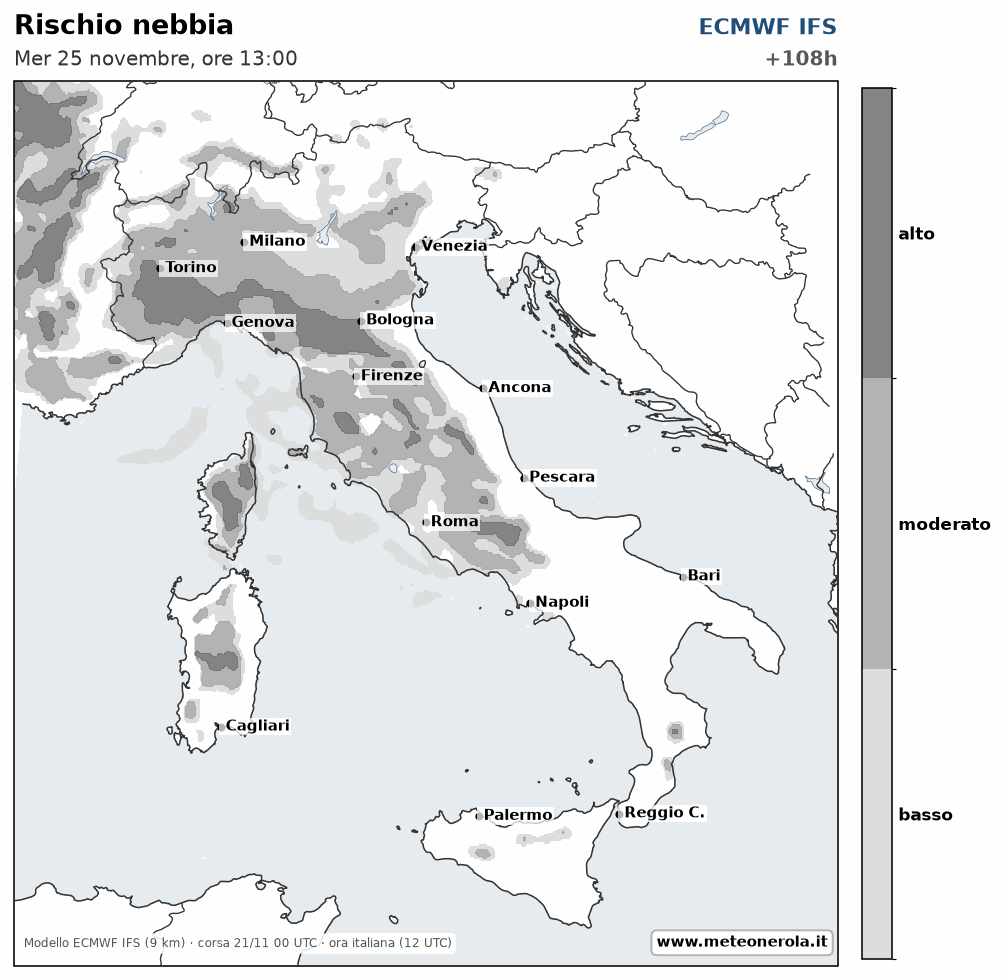 Rischio nebbia
ECMWF IFS
Mer 25 novembre, ore 13:00
+108h
alto
Milano
Venezia
Torino
Genova
Bologna
Firenze
Ancona
Pescara
moderato
Roma
Bari
Napoli
Cagliari
Palermo
Reggio C.
basso
Modello ECMWF IFS (9 km) · corsa 21/11 00 UTC · ora italiana (12 UTC)
www.meteonerola.it